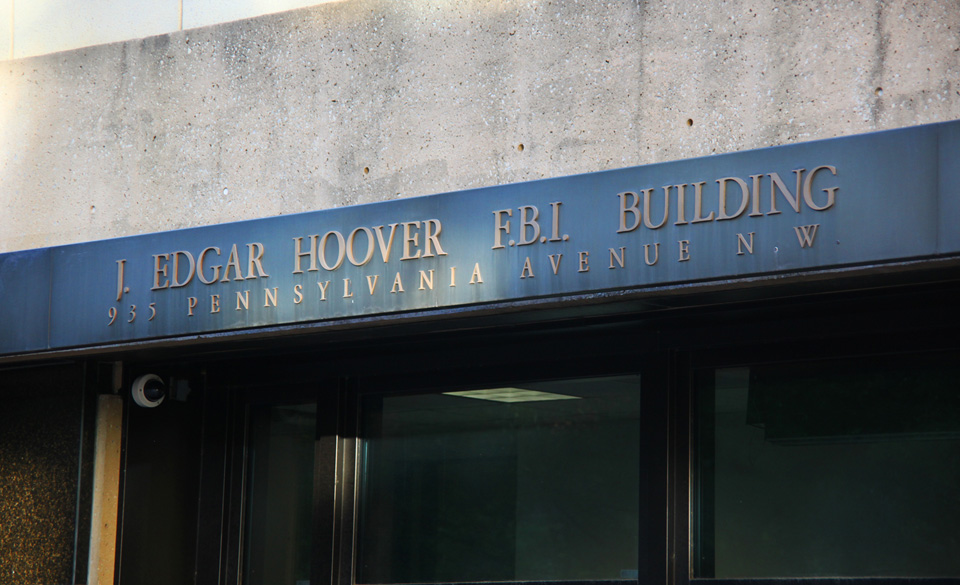 J. EDGAR HOOVER F.B.I. BUILDING
935 PENNSYLVANIA AVENUE N, W